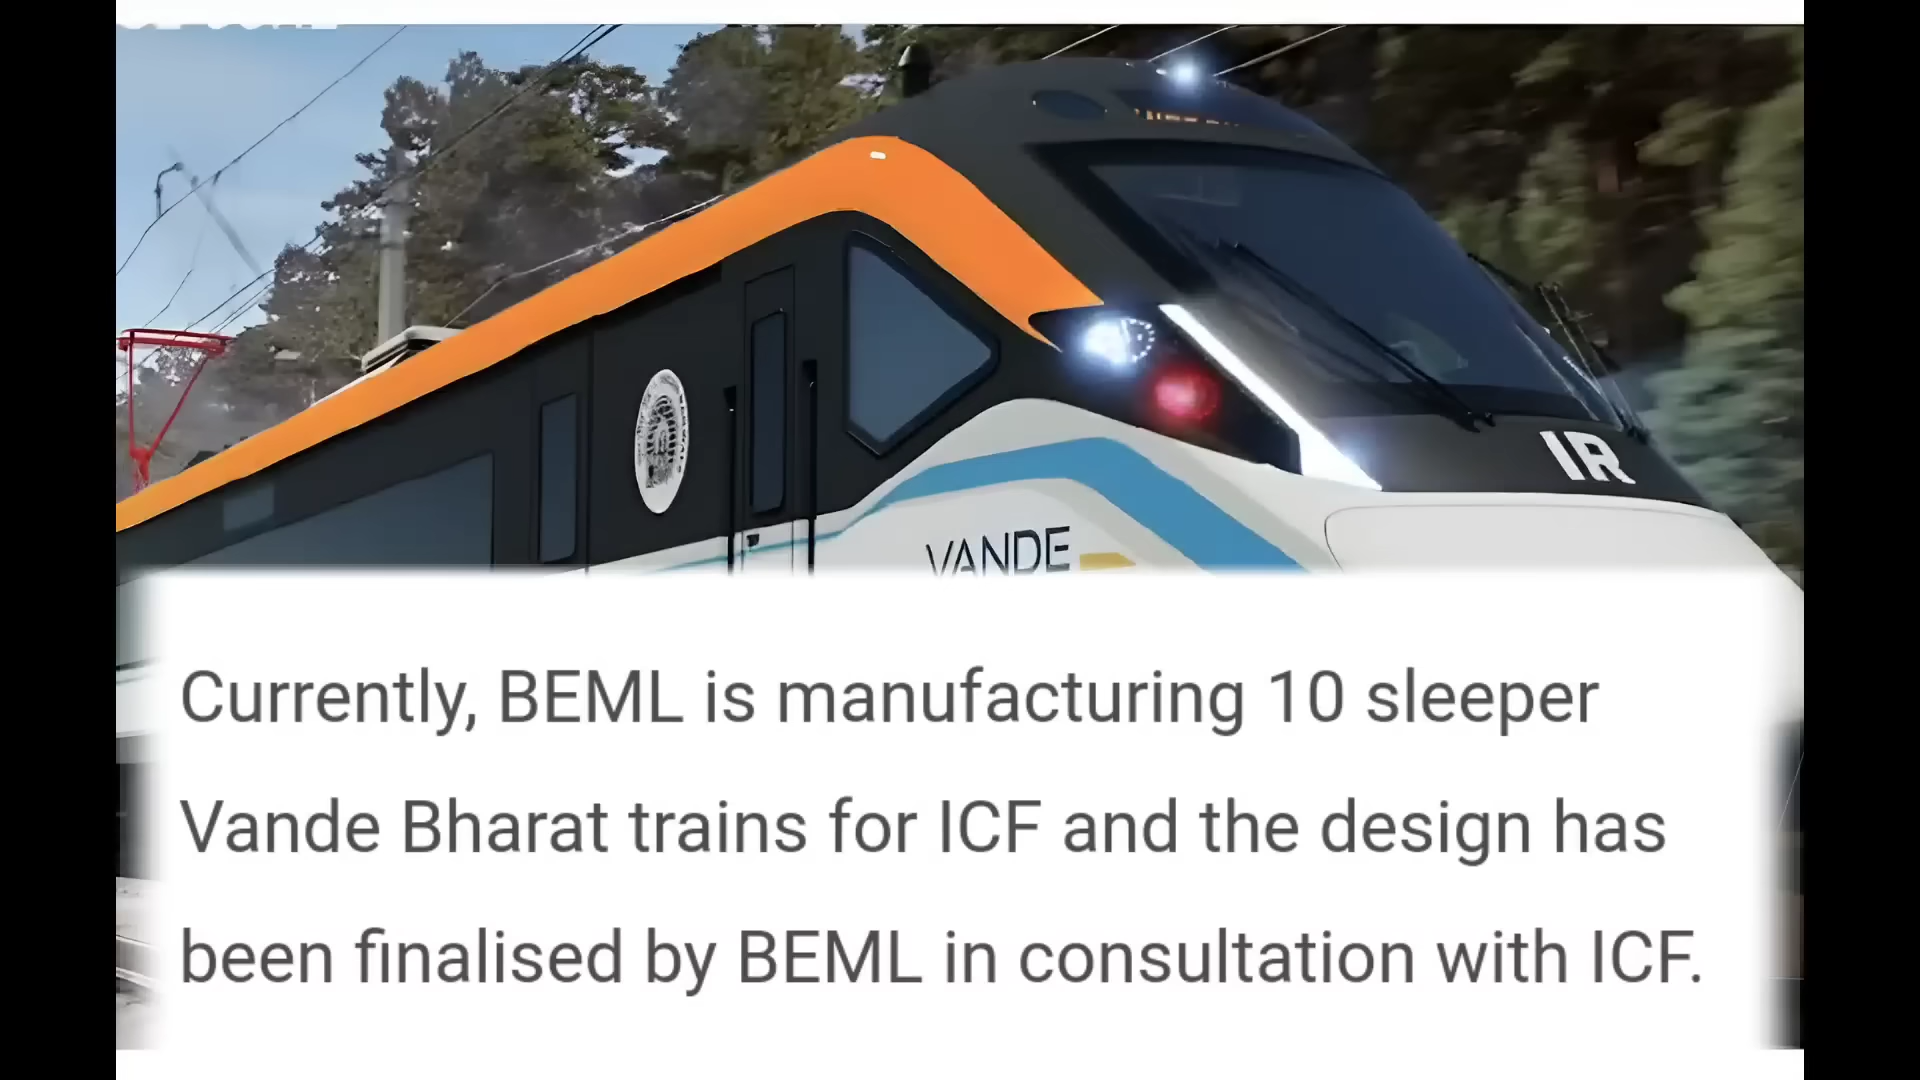 IR
VANDE
Currently, BEML is manufacturing 10 sleeper
Vande Bharat trains for ICF and the design has
been finalised by BEML in consultation with ICF.